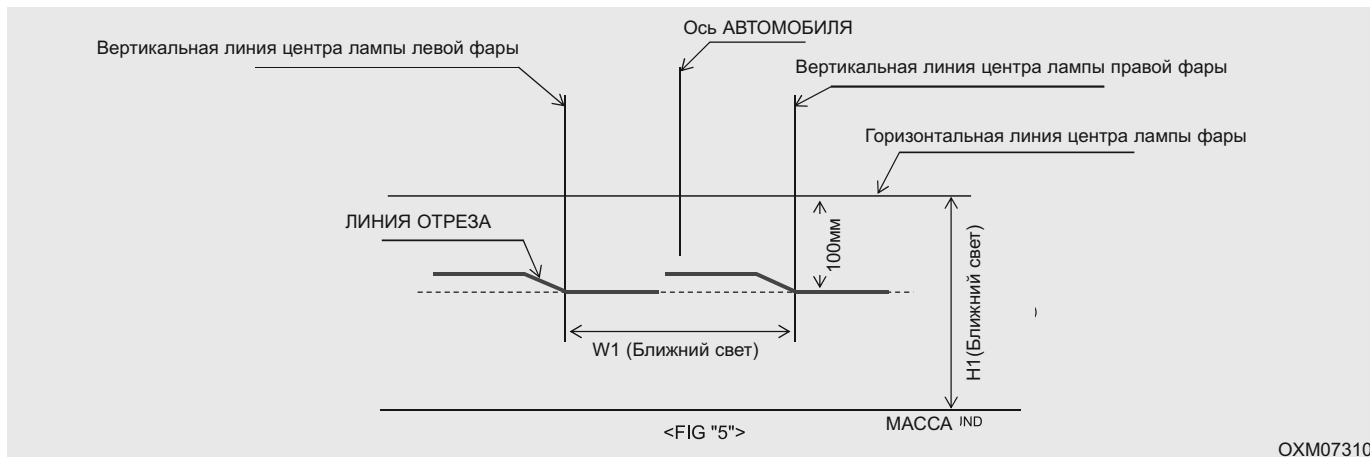 Ось АВТОМОБИЛЯ
Вертикальная линия центра лампы левой фары
Вертикальная линия центра лампы правой фары
Горизонтальная линия центра лампы фары
ЛИНИЯ ОТРЕЗА
100мм
H1(Ближний свет)
W1 (Ближний свет)
МАССА IND
<FIG "5">
OXM07310